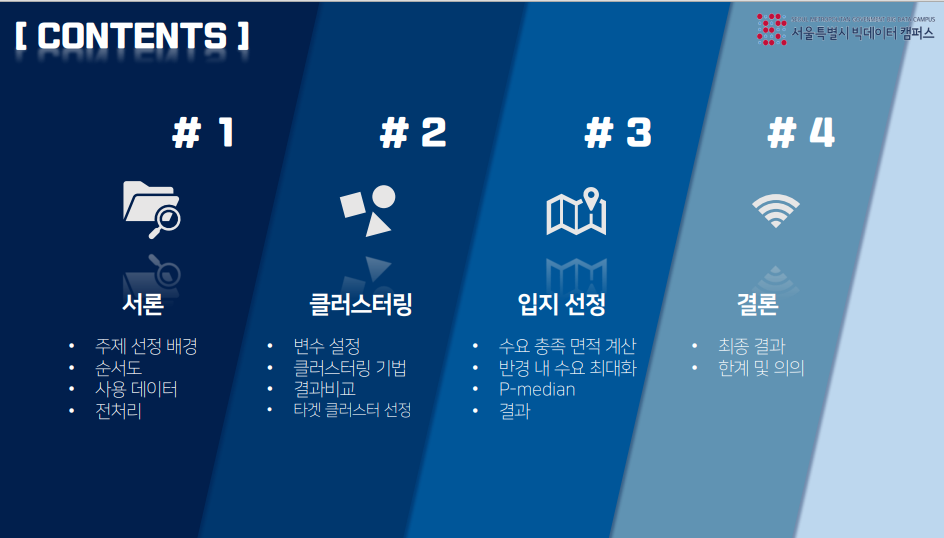 [ CONTENTS ]
서울특별시 빅데이터 캠퍼스
# 1
# 2
# 3
# 4
서론
• 주제 선정 배경
• 순서도
• 사용 데이터
• 전처리
클러스터링
• 변수 설정
• 클러스터링 기법
• 결과비교
• 타겟 클러스터 선정
입지 선정
• 수요 충족 면적 계산
• 반경 내 수요 최대화
• P-median
• 결과
결론
• 최종 결과
• 한계 및 의의